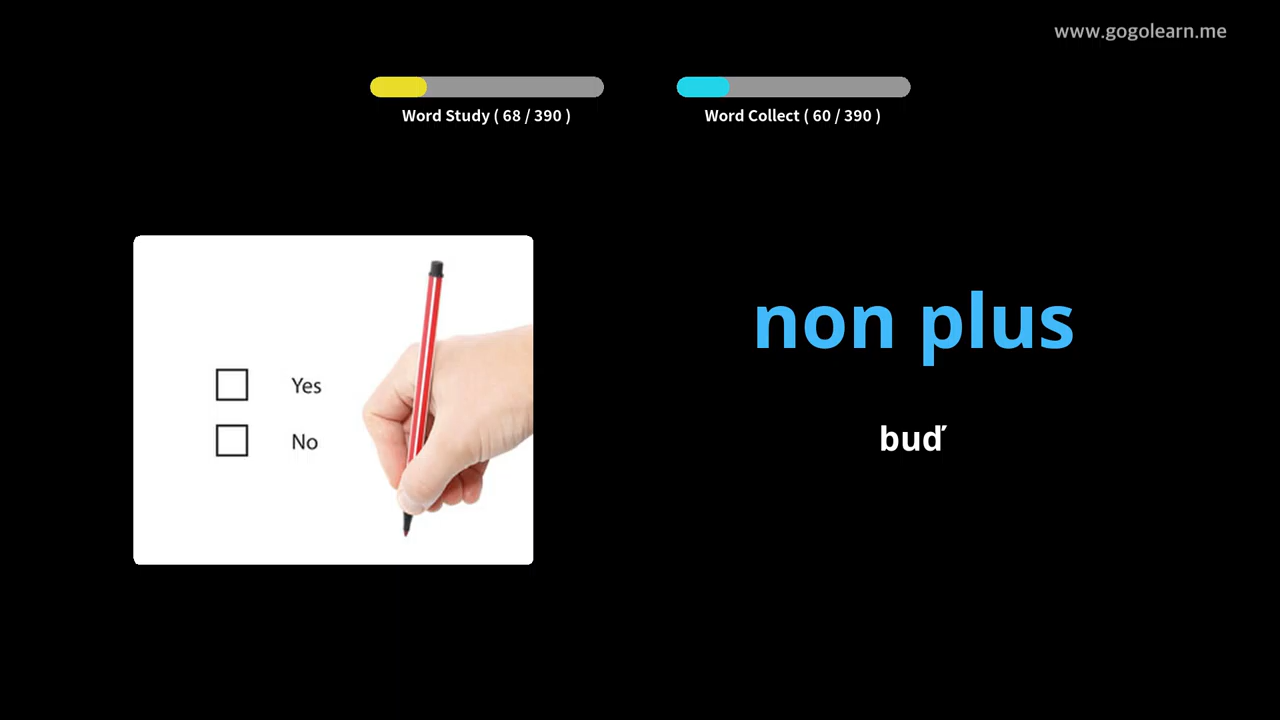 www.gogolearn.me
Word Study ( 68 / 390 )
Word Collect ( 60 / 390 )
Yes
No
non plus
buď